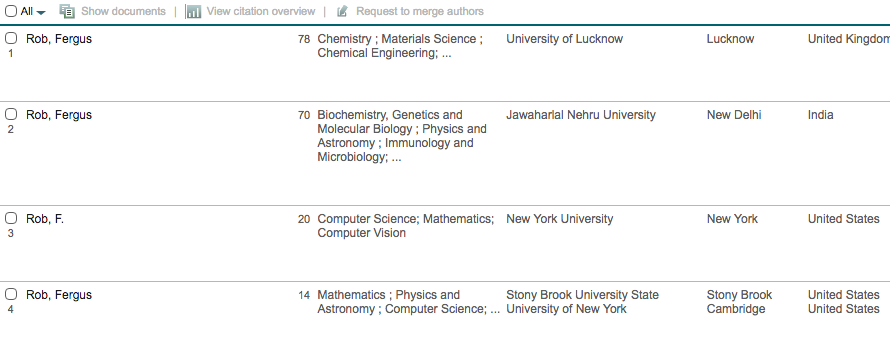 All Show documents | View citation overview | Request to merge authors
1 Rob, Fergus 78 Chemistry ; Materials Science ; Chemical Engineering; ... University of Lucknow Lucknow United Kingdom
2 Rob, Fergus 70 Biochemistry, Genetics and Molecular Biology ; Physics and Astronomy ; Immunology and Microbiology; ... Jawaharlal Nehru University New Delhi India
3 Rob, F. 20 Computer Science; Mathematics; Computer Vision New York University New York United States
4 Rob, Fergus 14 Mathematics ; Physics and Astronomy ; Computer Science; ... Stony Brook University State University of New York Stony Brook Cambridge United States United States